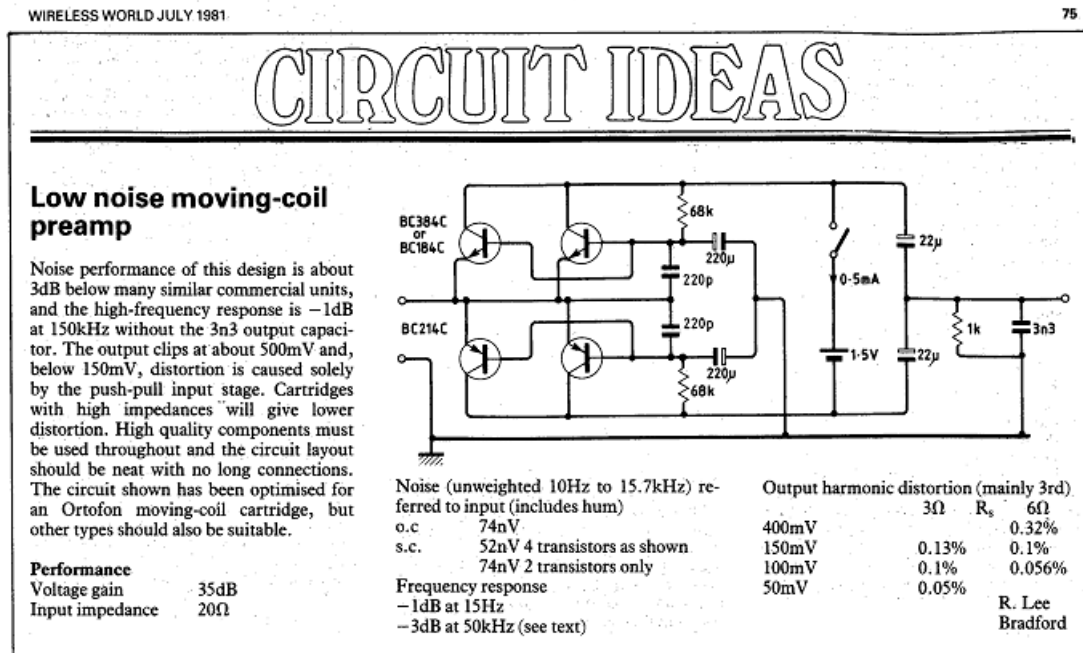 WIRELESS WORLD JULY 1981
75
CIRCUIT IDEAS
Low noise moving-coil
preamp
Noise performance of this design is about
3dB below many similar commercial units,
and the high-frequency response is −1dB
at 150kHz without the 3n3 output capaci-
tor. The output clips at about 500mV and,
below 150mV, distortion is caused solely
by the push-pull input stage. Cartridges
with high impedances will give lower
distortion. High quality components must
be used throughout and the circuit layout
should be neat with no long connections.
The circuit shown has been optimised for
an Ortofon moving-coil cartridge, but
other types should also be suitable.
Performance
Voltage gain 35dB
Input impedance 20Ω
BC384C
or
BC184C
BC214C
68k
220µ
220p
220p
220µ
68k
0·5mA
1·5V
22µ
22µ
1k
3n3
Noise (unweighted 10Hz to 15.7kHz) re-
ferred to input (includes hum)
o.c 74nV
s.c. 52nV 4 transistors as shown
74nV 2 transistors only
Frequency response
−1dB at 15Hz
−3dB at 50kHz (see text)
Output harmonic distortion (mainly 3rd)
3Ω Rs 6Ω
400mV 0.32%
150mV 0.13% 0.1%
100mV 0.1% 0.056%
50mV 0.05%
R. Lee
Bradford